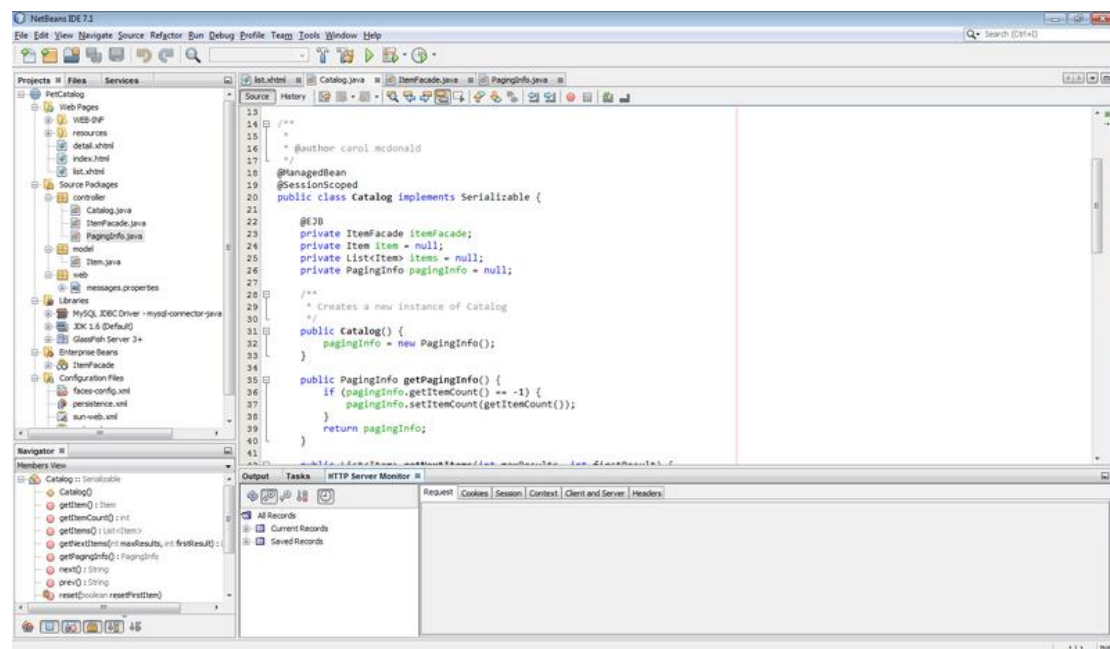 NetBeans IDE 7.1
File Edit View Navigate Source Refactor Run Debug Profile Team Tools Window Help
Search (Ctrl+I)
Projects Files Services
PetCatalog
Web Pages
WEB-INF
resources
detail.xhtml
index.html
list.xhtml
Source Packages
controller
Catalog.java
ItemFacade.java
PagingInfo.java
model
Item.java
web
messages.properties
Libraries
MySQL JDBC Driver - mysql-connector-java
JDK 1.6 (Default)
GlassFish Server 3+
Enterprise Beans
ItemFacade
Configuration Files
faces-config.xml
persistence.xml
sun-web.xml
Navigator
Members View
Catalog :: Serializable
Catalog()
getItem() : Item
getItemCount() : int
getItems() : List<Item>
getNextItems(int maxResults, int firstResult) :
getPagingInfo() : PagingInfo
next() : String
prev() : String
reset(boolean resetFirstItem)
list.xhtml Catalog.java ItemFacade.java PagingInfo.java
Source History
13
14 /**
15 *
16 * @author carol mcdonald
17 */
18 @ManagedBean
19 @SessionScoped
20 public class Catalog implements Serializable {
21
22 @EJB
23 private ItemFacade itemFacade;
24 private Item item = null;
25 private List<Item> items = null;
26 private PagingInfo pagingInfo = null;
27
28 /**
29 * Creates a new instance of Catalog
30 */
31 public Catalog() {
32 pagingInfo = new PagingInfo();
33 }
34
35 public PagingInfo getPagingInfo() {
36 if (pagingInfo.getItemCount() == -1) {
37 pagingInfo.setItemCount(getItemCount());
38 }
39 return pagingInfo;
40 }
41
public List<Item> getNextItems(int maxResults, int firstResult) {
Output Tasks HTTP Server Monitor
All Records
Current Records
Saved Records
Request Cookies Session Context Client and Server Headers